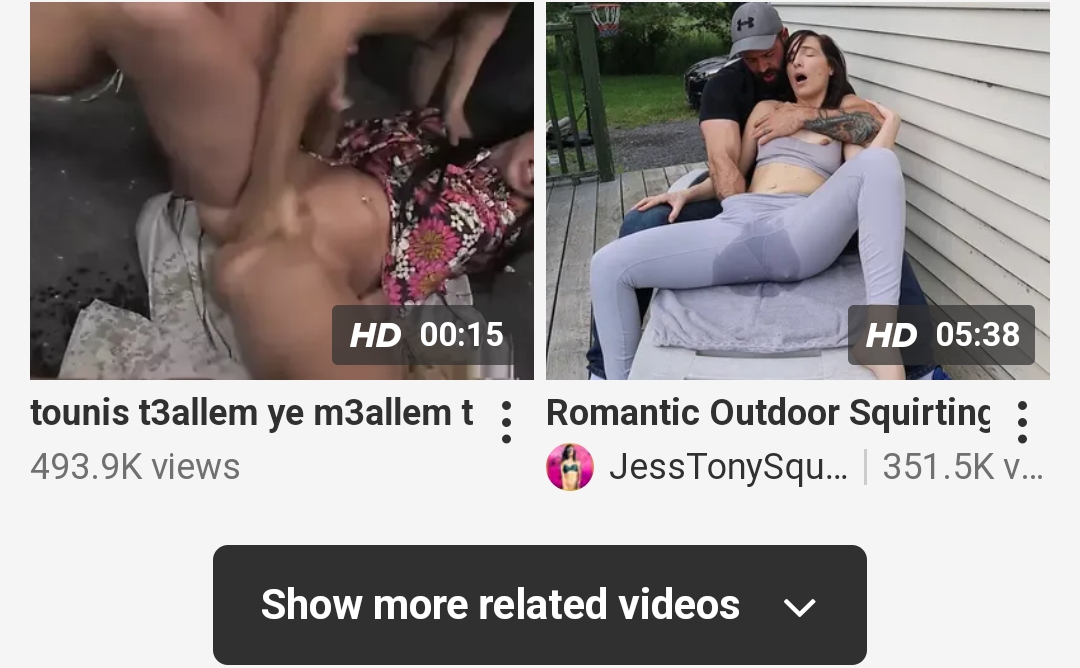 HD 00:15
HD 05:38
tounis t3allem ye m3allem t
Romantic Outdoor Squirting
493.9K views
JessTonySqu... | 351.5K v...
Show more related videos